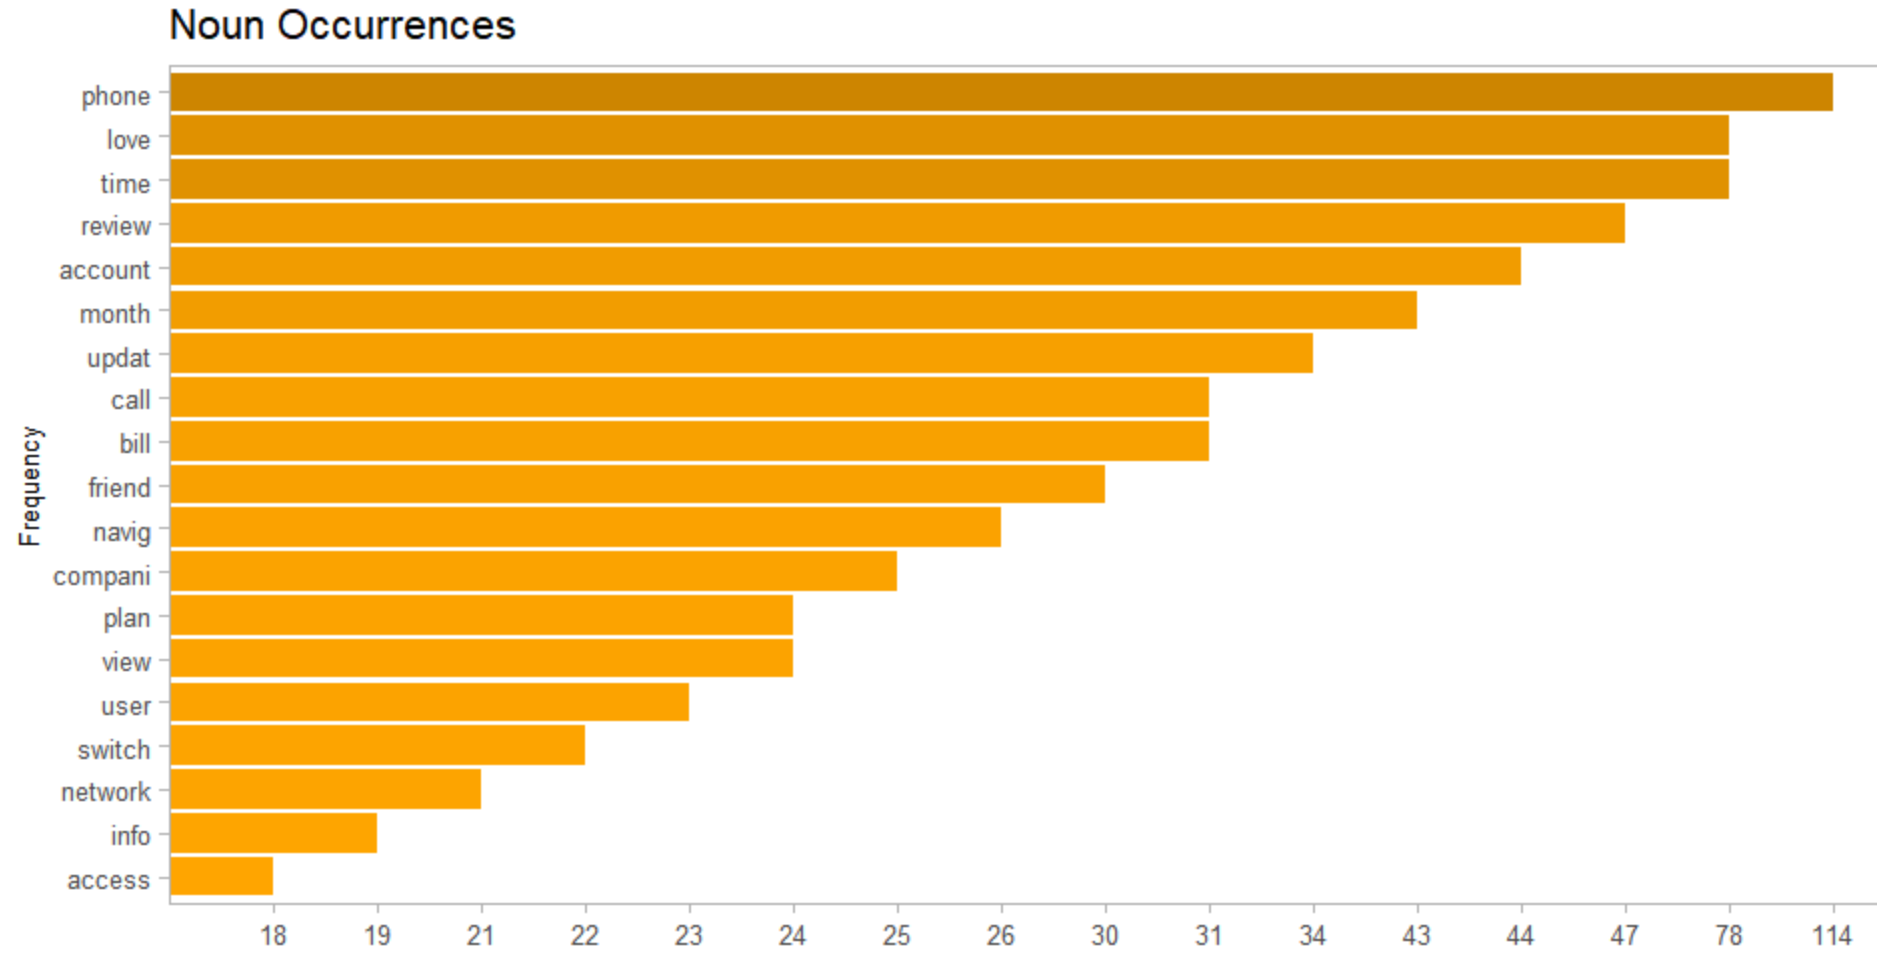 Noun Occurrences
phone
love
time
review
account
month
updat
call
bill
friend
navig
compani
plan
view
user
switch
network
info
access
Frequency
18 19 21 22 23 24 25 26 30 31 34 43 44 47 78 114